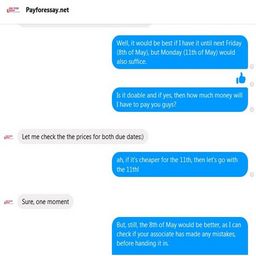 Payforessay.net
Well, it would be best if I have it until next Friday
(8th of May), but Monday (11th of May) would
also suffice.
Is it doable and if yes, then how much money will
I have to pay you guys?
Let me check the the prices for both due dates:)
ah, if it's cheaper for the 11th, then let's go with
the 11th!
Sure, one moment
But, still, the 8th of May would be better, as I can
check if your associate has made any mistakes,
before handing it in.